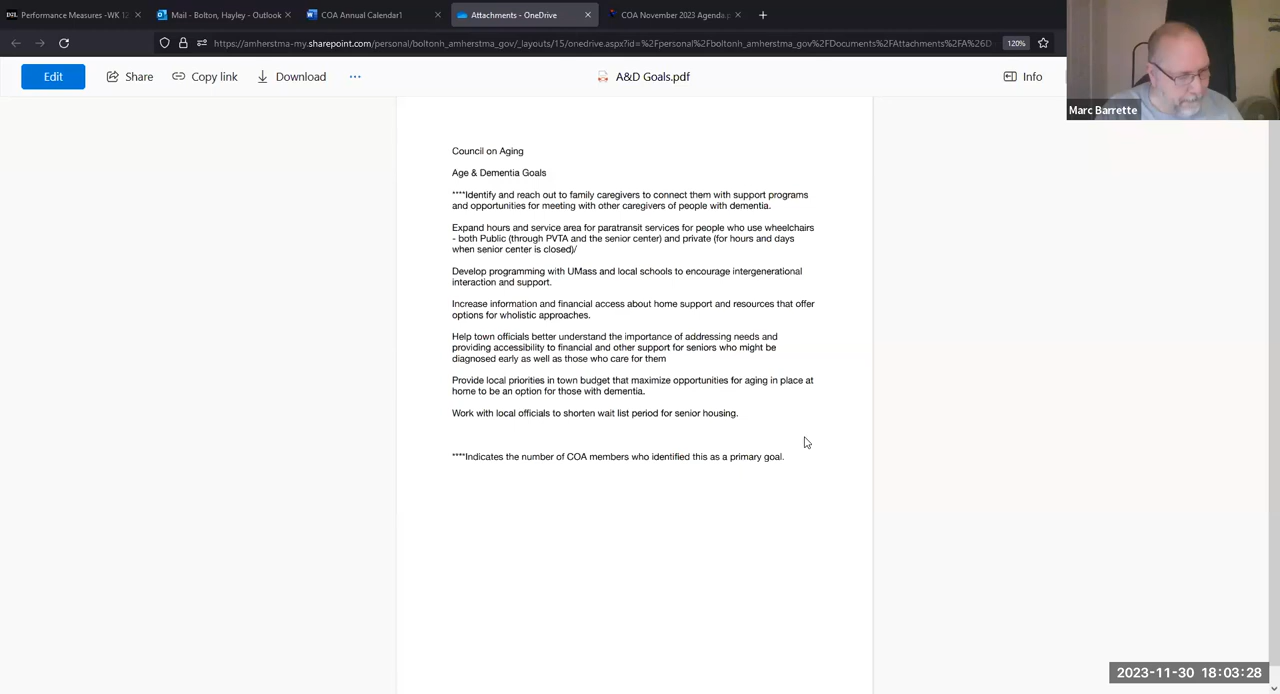 Performance Measures -WK 12
Mail - Bolton, Hayley - Outlook
COA Annual Calendar1
Attachments - OneDrive
COA November 2023 Agenda.p
https://amherstma-my.sharepoint.com/personal/boltonh_amherstma_gov/_layouts/15/onedrive.aspx?id=%2Fpersonal%2Fboltonh_amherstma_gov%2FDocuments%2FAttachments%2FA%26D
120%
Edit
Share
Copy link
Download
A&D Goals.pdf
Info
Marc Barrette
Council on Aging
Age & Dementia Goals
****Identify and reach out to family caregivers to connect them with support programs
and opportunities for meeting with other caregivers of people with dementia.
Expand hours and service area for paratransit services for people who use wheelchairs
- both Public (through PVTA and the senior center) and private (for hours and days
when senior center is closed)/
Develop programming with UMass and local schools to encourage intergenerational
interaction and support.
Increase information and financial access about home support and resources that offer
options for wholistic approaches.
Help town officials better understand the importance of addressing needs and
providing accessibility to financial and other support for seniors who might be
diagnosed early as well as those who care for them
Provide local priorities in town budget that maximize opportunities for aging in place at
home to be an option for those with dementia.
Work with local officials to shorten wait list period for senior housing.
****Indicates the number of COA members who identified this as a primary goal.
2023-11-30 18:03:28